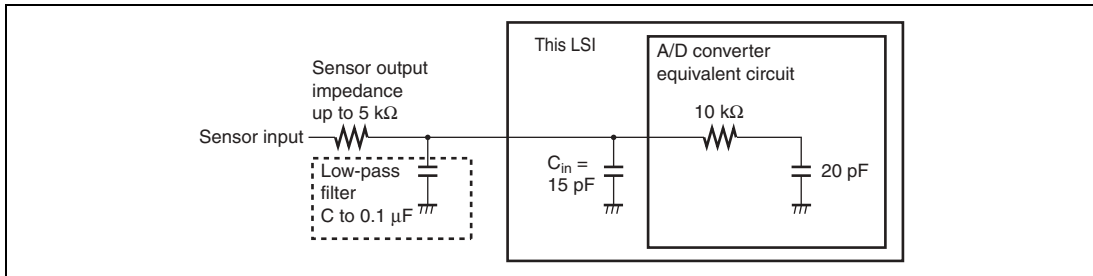 This LSI
A/D converter
equivalent circuit
Sensor output
impedance
up to 5 kΩ
10 kΩ
Sensor input
Low-pass
filter
C to 0.1 μF
Cin =
15 pF
20 pF